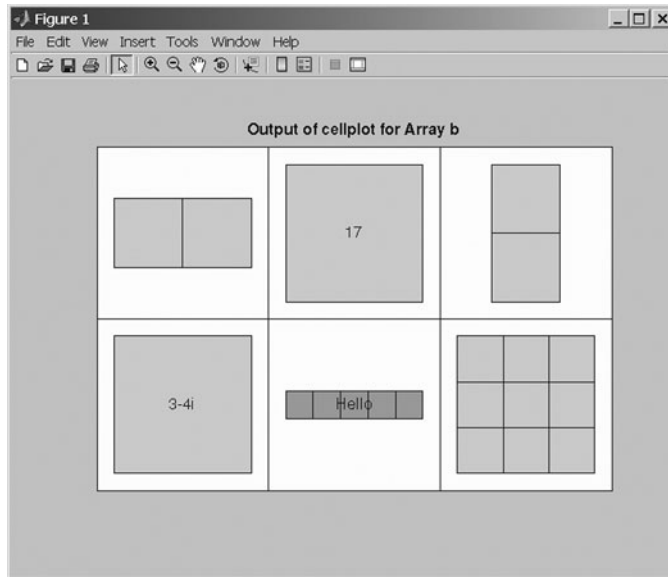 Figure 1
File Edit View Insert Tools Window Help
Output of cellplot for Array b
17
3-4i
Hello